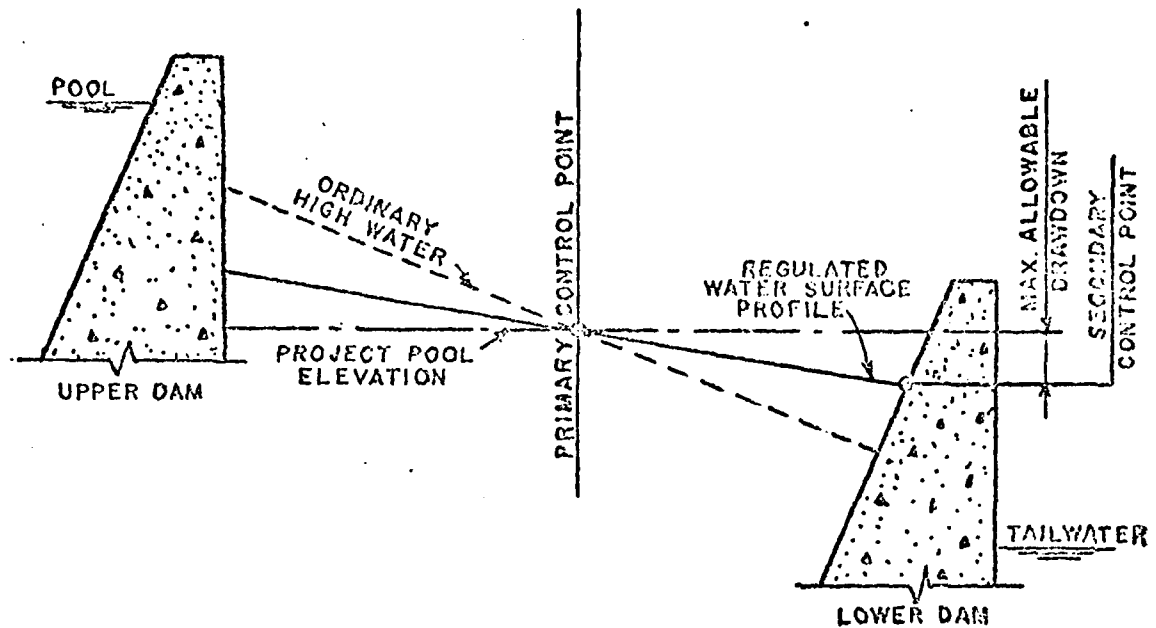 POOL
ORDINARY
HIGH WATER
PRIMARY CONTROL POINT
REGULATED
WATER SURFACE
PROFILE
MAX. ALLOWABLE
DRAWDOWN
SECONDARY
CONTROL POINT
PROJECT POOL
ELEVATION
UPPER DAM
TAILWATER
LOWER DAM